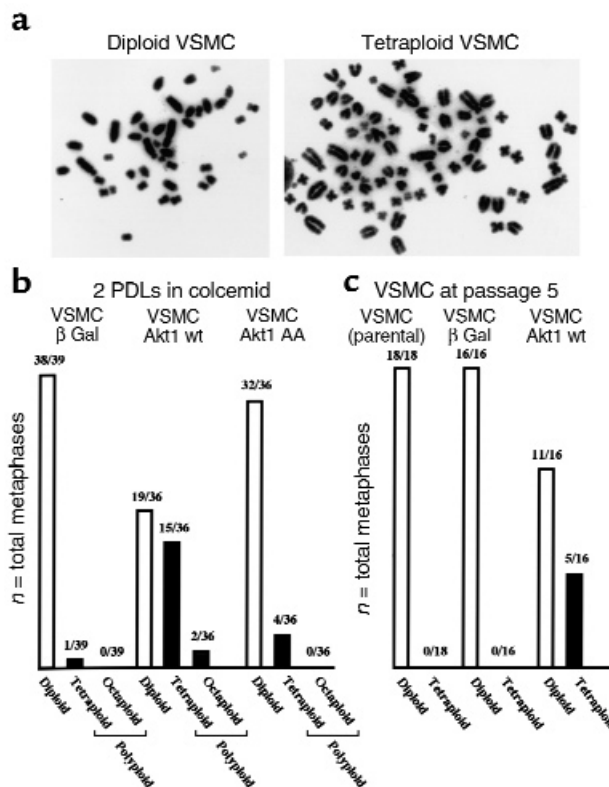 a
Diploid VSMC
Tetraploid VSMC
b
2 PDLs in colcemid
VSMC
β Gal
VSMC
Akt1 wt
VSMC
Akt1 AA
n = total metaphases
38/39
1/39
0/39
19/36
15/36
2/36
32/36
4/36
0/36
Diploid
Tetraploid
Octaploid
Polyploid
Diploid
Tetraploid
Octaploid
Polyploid
Diploid
Tetraploid
Octaploid
Polyploid
c
VSMC at passage 5
VSMC
(parental)
VSMC
β Gal
VSMC
Akt1 wt
n = total metaphases
18/18
0/18
16/16
0/16
11/16
5/16
Diploid
Tetraploid
Diploid
Tetraploid
Diploid
Tetraploid